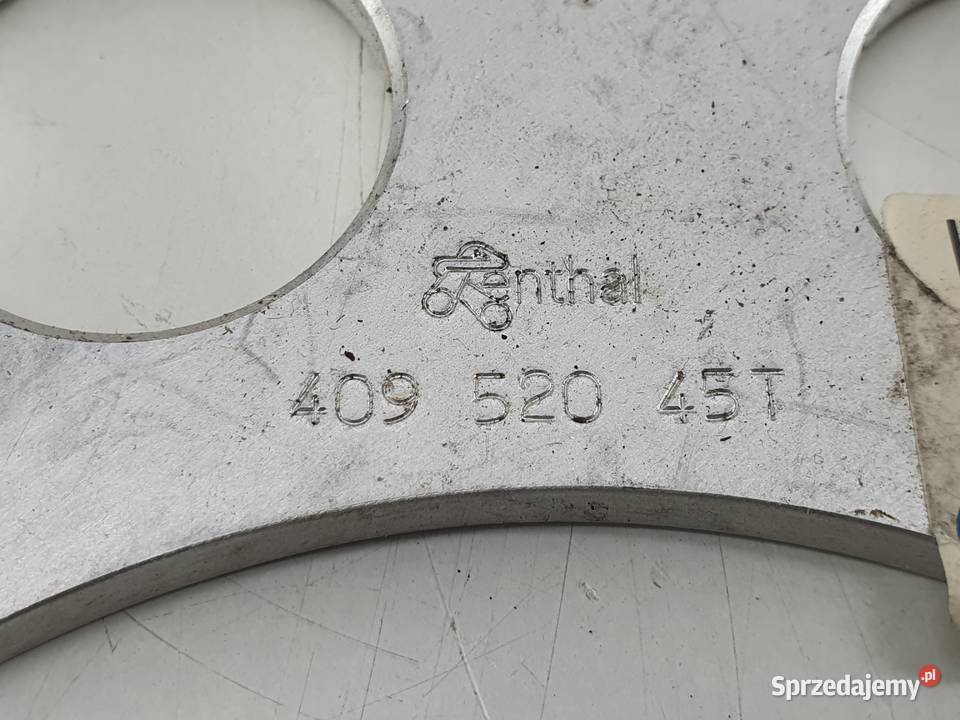 Renthal
409 520 45T
Sprzedajemy.pl